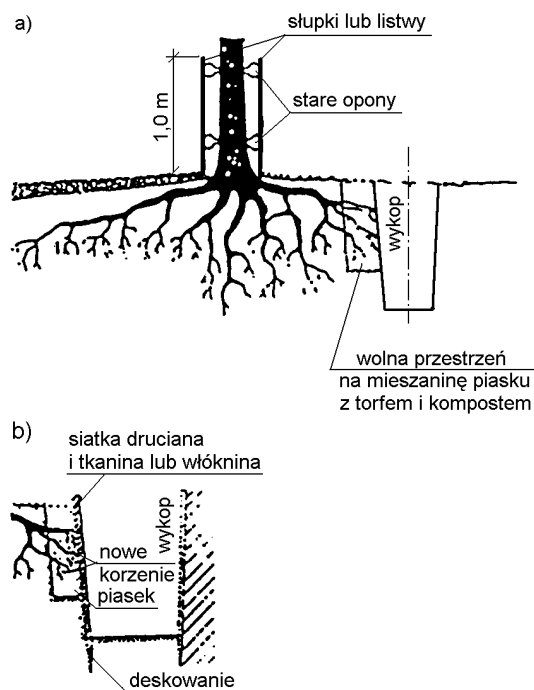 a)
słupki lub listwy
stare opony
1,0 m
wykop
wolna przestrzeń
na mieszaninę piasku
z torfem i kompostem
b)
siatka druciana
i tkanina lub włóknina
wykop
nowe
korzenie
piasek
deskowanie